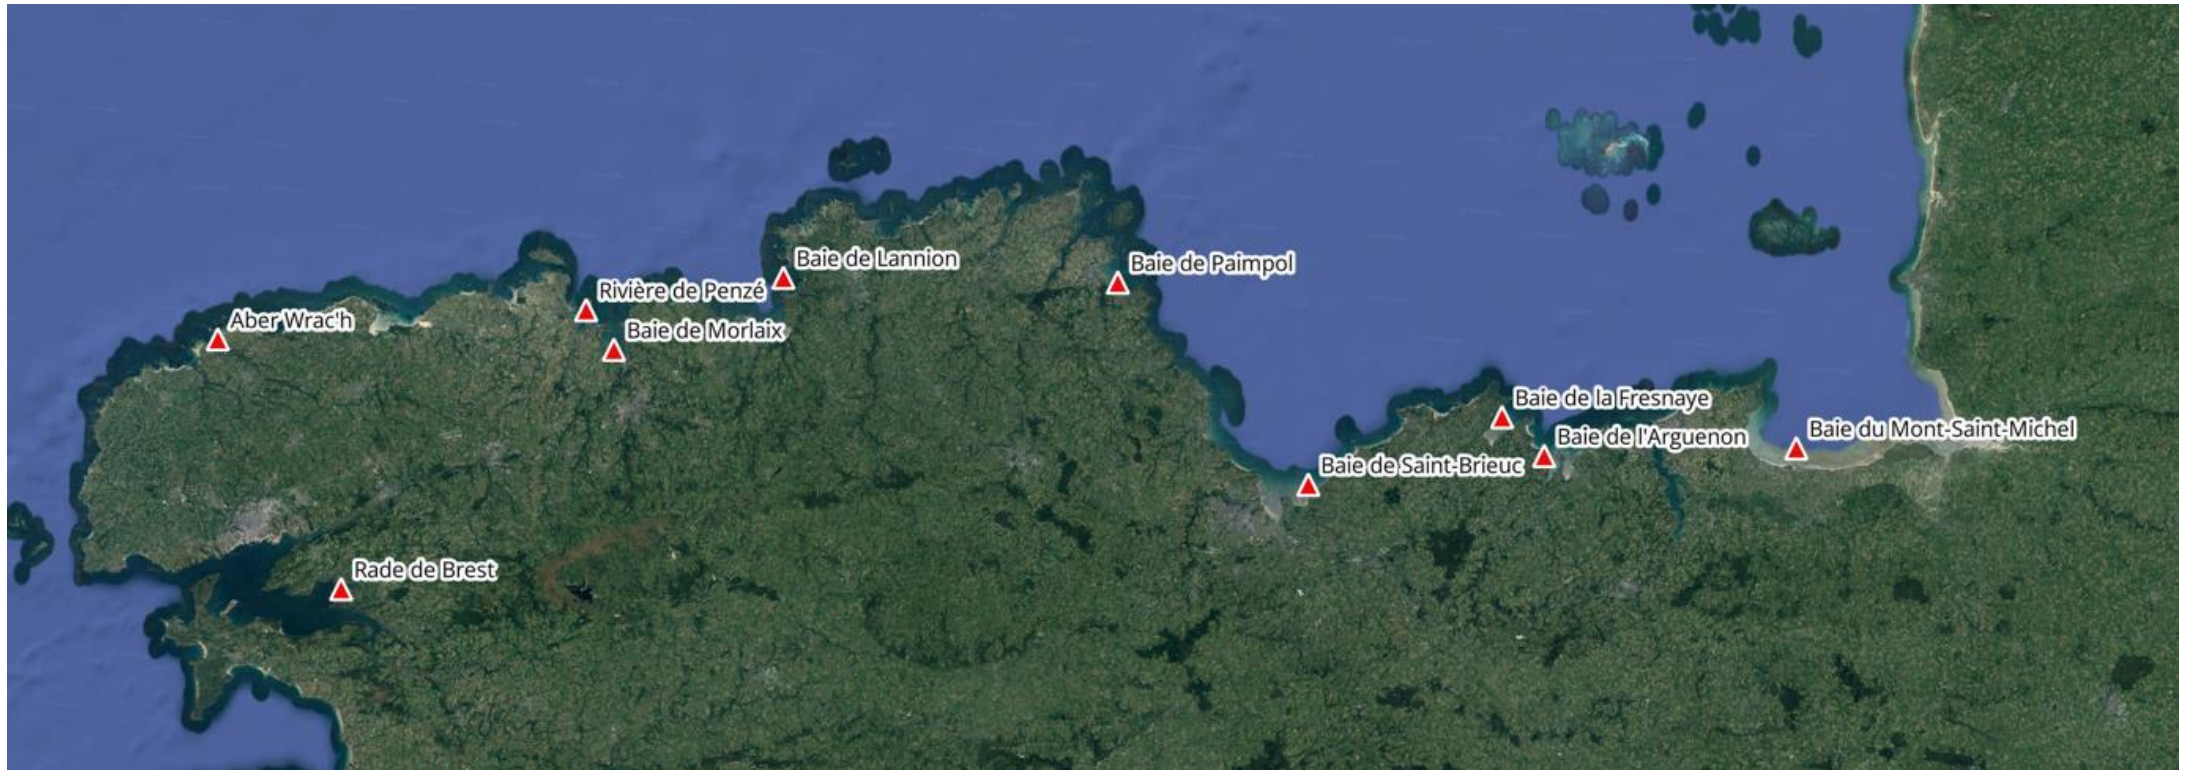 Baie de Lannion
Baie de Paimpol
Rivière de Penzé
Aber Wrac'h
Baie de Morlaix
Baie de la Fresnaye
Baie du Mont-Saint-Michel
Baie de l'Arguenon
Baie de Saint-Brieuc
Rade de Brest